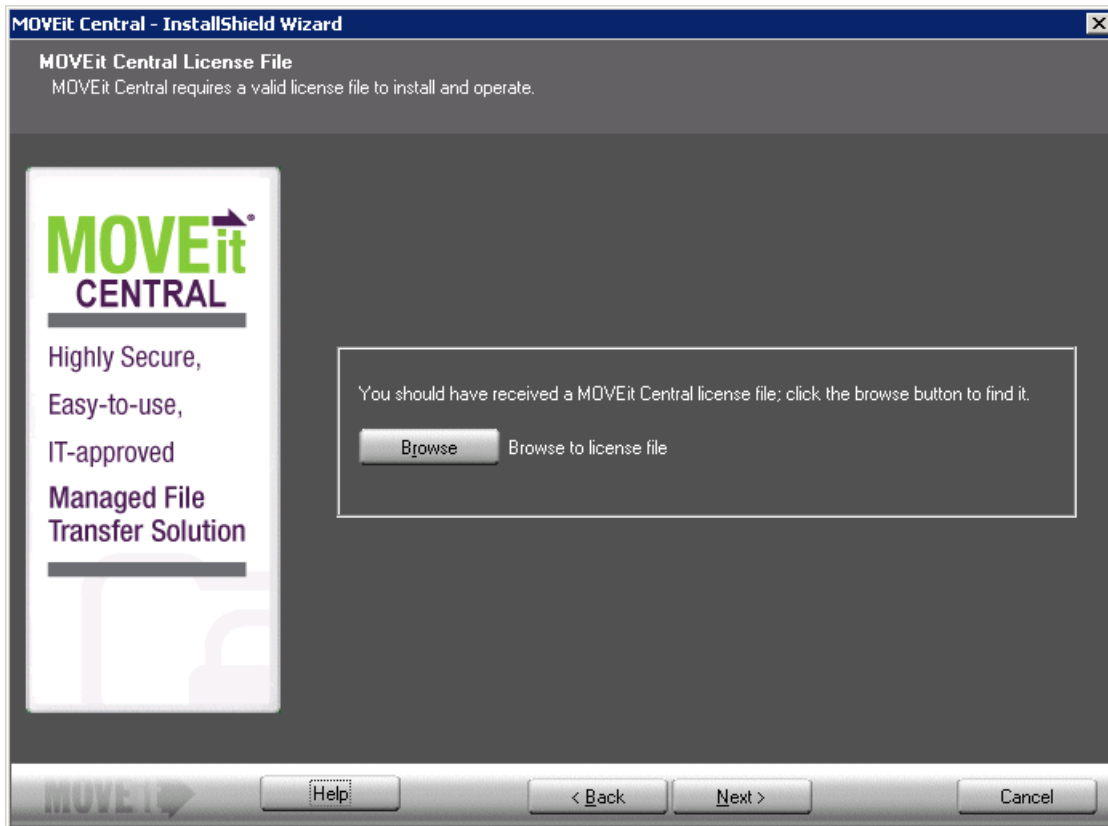 MOVEit Central - InstallShield Wizard
MOVEit Central License File
MOVEit Central requires a valid license file to install and operate.
MOVEit®
CENTRAL
Highly Secure,
Easy-to-use,
IT-approved
Managed File
Transfer Solution
You should have received a MOVEit Central license file; click the browse button to find it.
Browse Browse to license file
MOVEit
Help < Back Next > Cancel